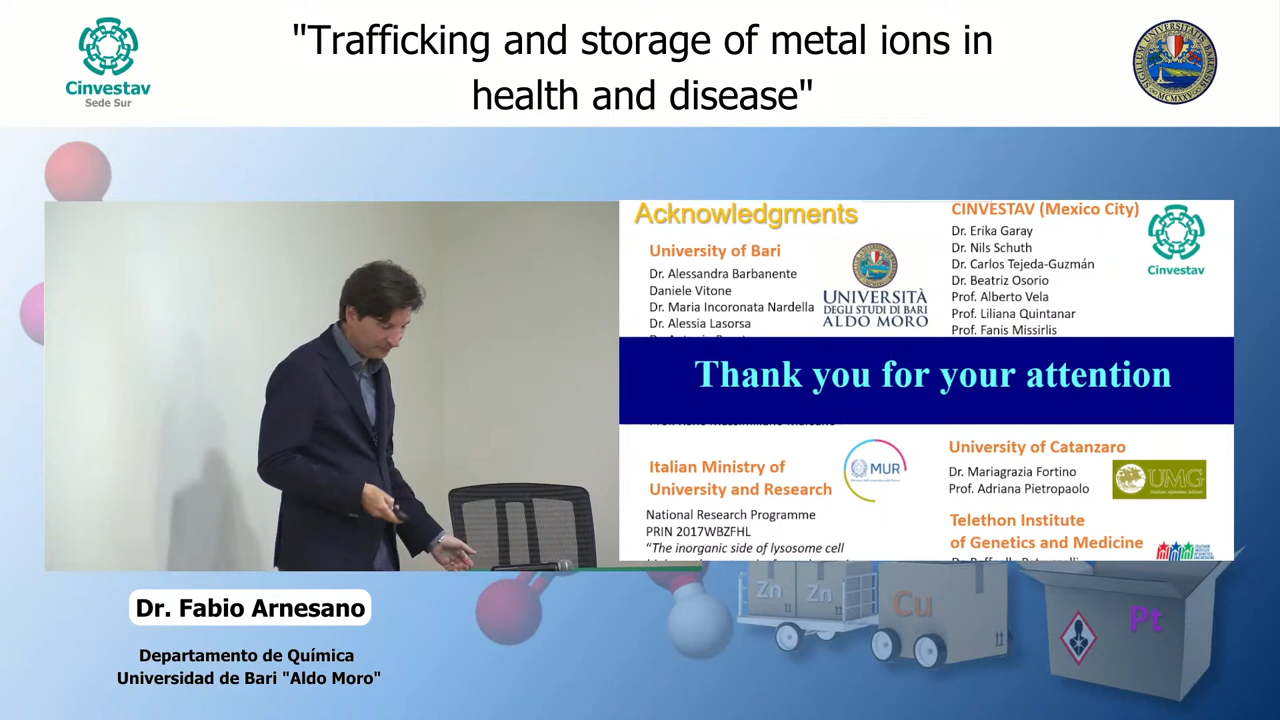 "Trafficking and storage of metal ions in
health and disease"
Cinvestav
Sede Sur
Acknowledgments
University of Bari
Dr. Alessandra Barbanente
Daniele Vitone
Dr. Maria Incoronata Nardella
Dr. Alessia Lasorsa
UNIVERSITÀ
DEGLI STUDI DI BARI
ALDO MORO
CINVESTAV (Mexico City)
Dr. Erika Garay
Dr. Nils Schuth
Dr. Carlos Tejeda-Guzmán
Dr. Beatriz Osorio
Prof. Alberto Vela
Prof. Liliana Quintanar
Prof. Fanis Missirlis
Cinvestav
Thank you for your attention
Italian Ministry of
University and Research
MUR
National Research Programme
PRIN 2017WBZFHL
"The inorganic side of lysosome cell
University of Catanzaro
Dr. Mariagrazia Fortino
Prof. Adriana Pietropaolo
UMG
Telethon Institute
of Genetics and Medicine
Zn
Zn
Cu
Pt
Dr. Fabio Arnesano
Departamento de Química
Universidad de Bari "Aldo Moro"